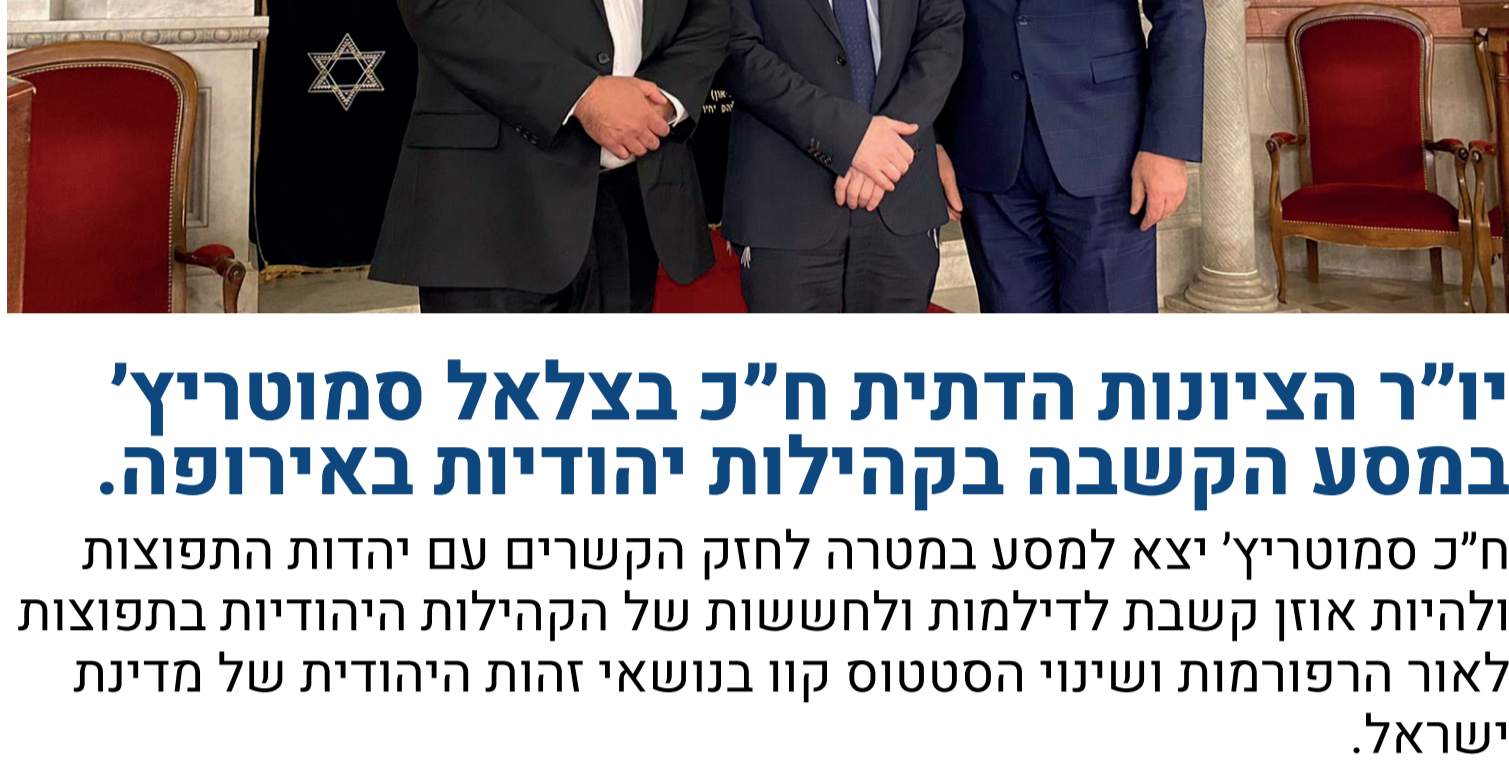 יו״ר הציונות הדתית ח״כ בצלאל סמוטריץ׳
במסע הקשבה בקהילות יהודיות באירופה.
ח״כ סמוטריץ׳ יצא למסע במטרה לחזק הקשרים עם יהדות התפוצות
ולהיות אוזן קשבת לדילמות ולחששות של הקהילות היהודיות בתפוצות
לאור הרפורמות ושינוי הסטטוס קוו בנושאי זהות היהודית של מדינת
ישראל.